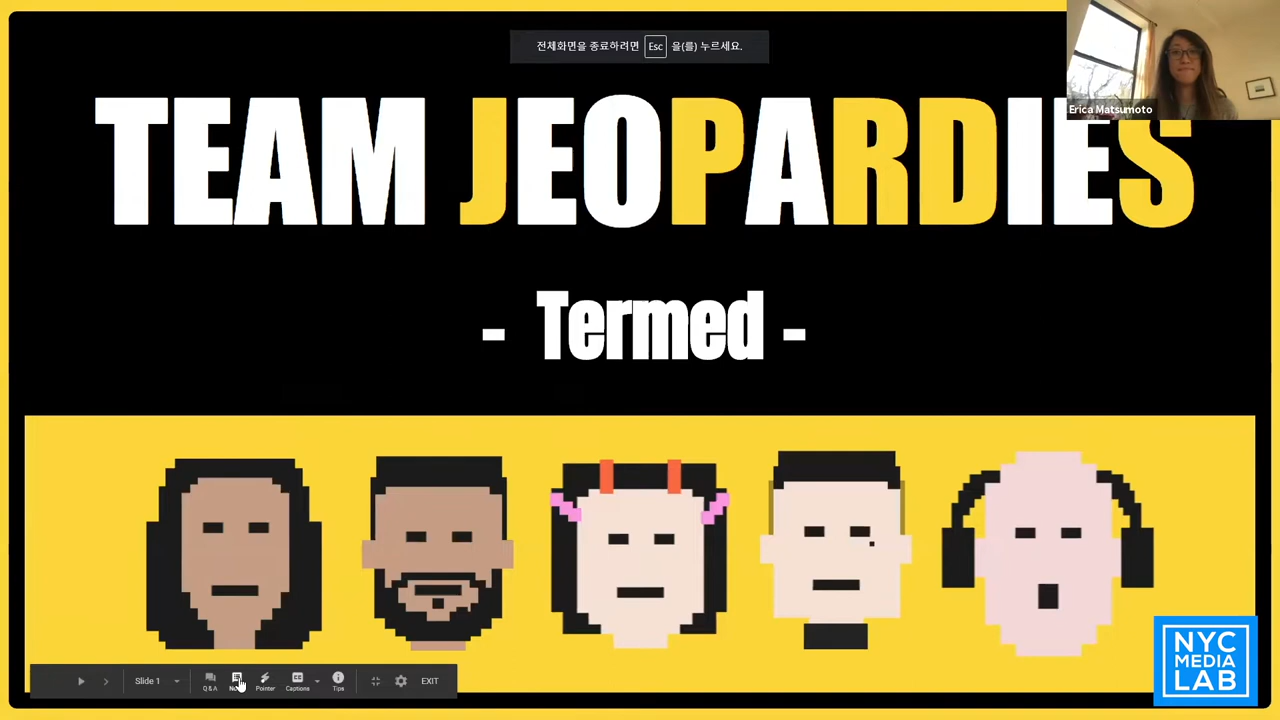 전체화면을 종료하려면 Esc 을(를) 누르세요.
Erica Matsumoto
TEAM JEOPARDIES
- Termed -
NYC
MEDIA
LAB
Slide 1
Q&A
Pointer
Captions
Tips
EXIT